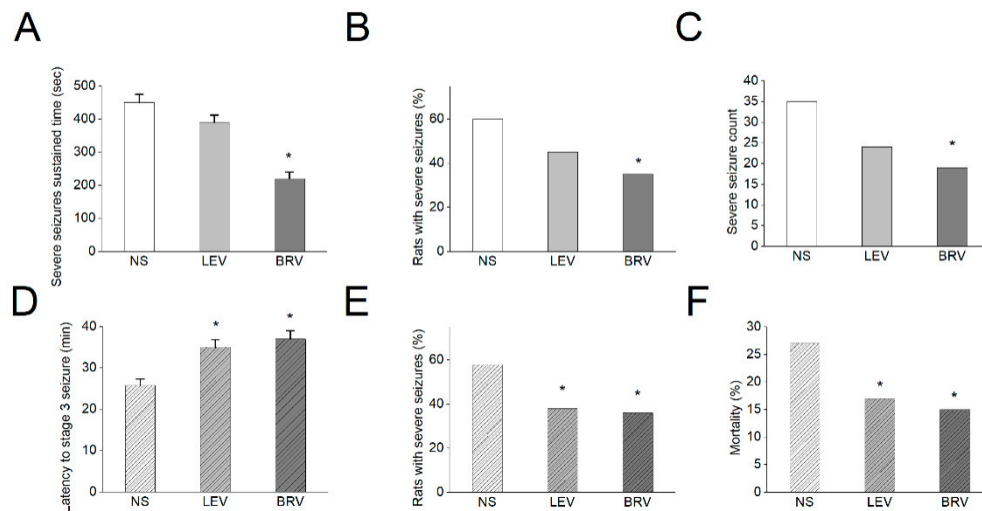 A
Severe seizures sustained time (sec)
500
400
300
200
100
0
*
NS LEV BRV
B
Rats with severe seizures (%)
60
40
20
0
*
NS LEV BRV
C
Severe seizure count
40
35
30
25
20
15
10
5
0
*
NS LEV BRV
D
Latency to stage 3 seizure (min)
40
30
20
10
0
* *
NS LEV BRV
E
Rats with severe seizures (%)
60
40
20
0
* *
NS LEV BRV
F
Mortality (%)
30
25
20
15
10
5
0
* *
NS LEV BRV